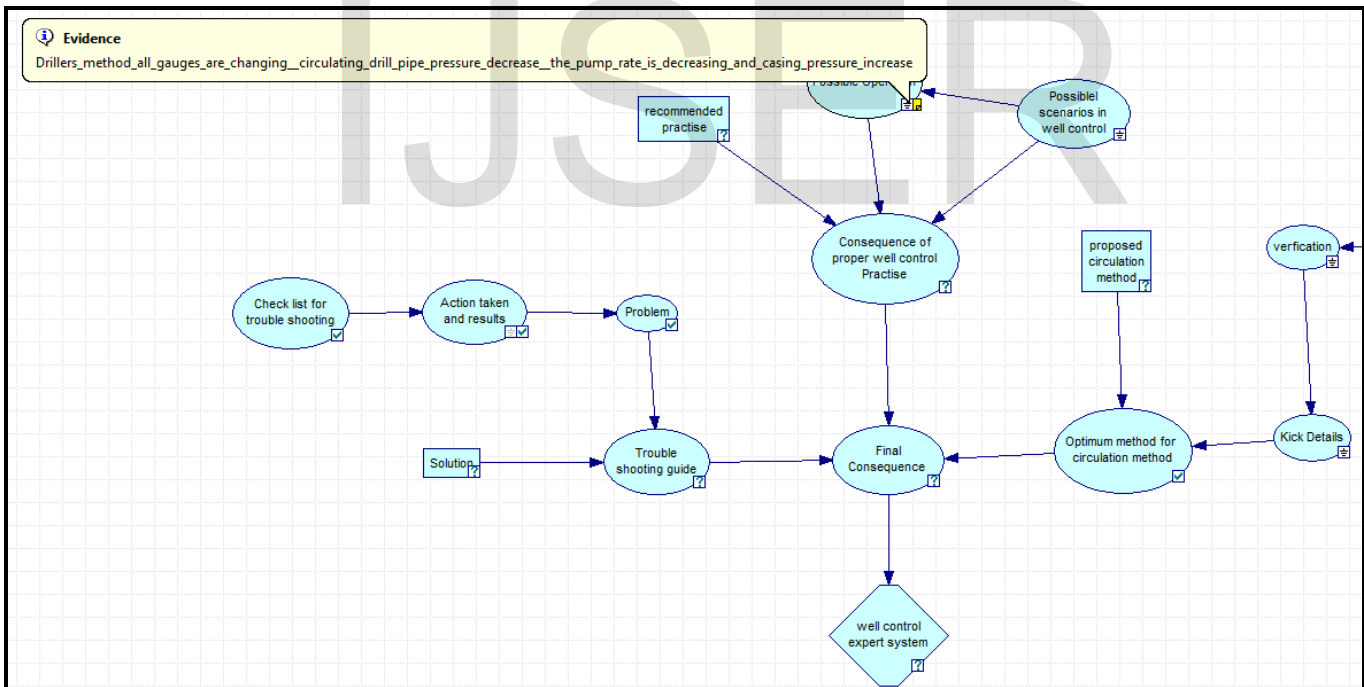 IJSER
Evidence
Drillers_method_all_gauges_are_changing__circulating_drill_pipe_pressure_decrease__the_pump_rate_is_decreasing_and_casing_pressure_increase
Possible
recommended
practise
?
Possiblel
scenarios in
well control
Consequence of
proper well control
Practise
?
proposed
circulation
method
?
verfication
Check list for
trouble shooting
Action taken
and results
Problem
Solution
?
Trouble
shooting guide
?
Final
Consequence
?
Optimum method for
circulation method
Kick Details
well control
expert system
?